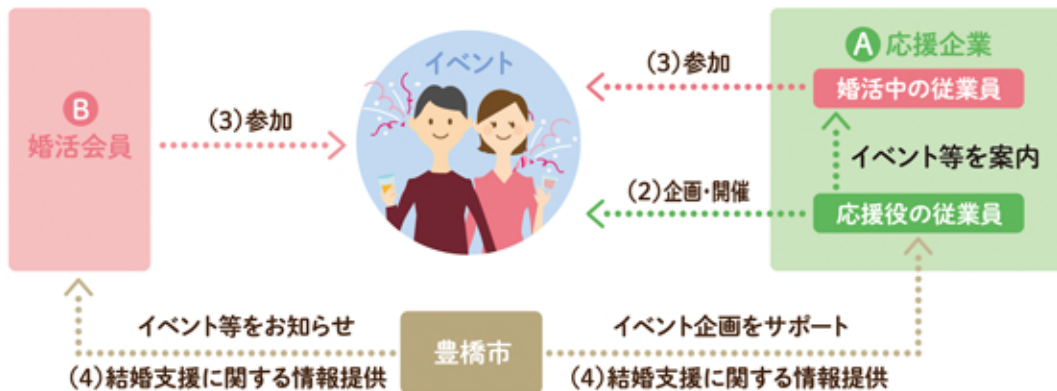 イベント
A 応援企業
(3)参加
婚活中の従業員
B
婚活会員
(3)参加
イベント等を案内
(2)企画・開催
応援役の従業員
イベント等をお知らせ
豊橋市
イベント企画をサポート
(4)結婚支援に関する情報提供
(4)結婚支援に関する情報提供